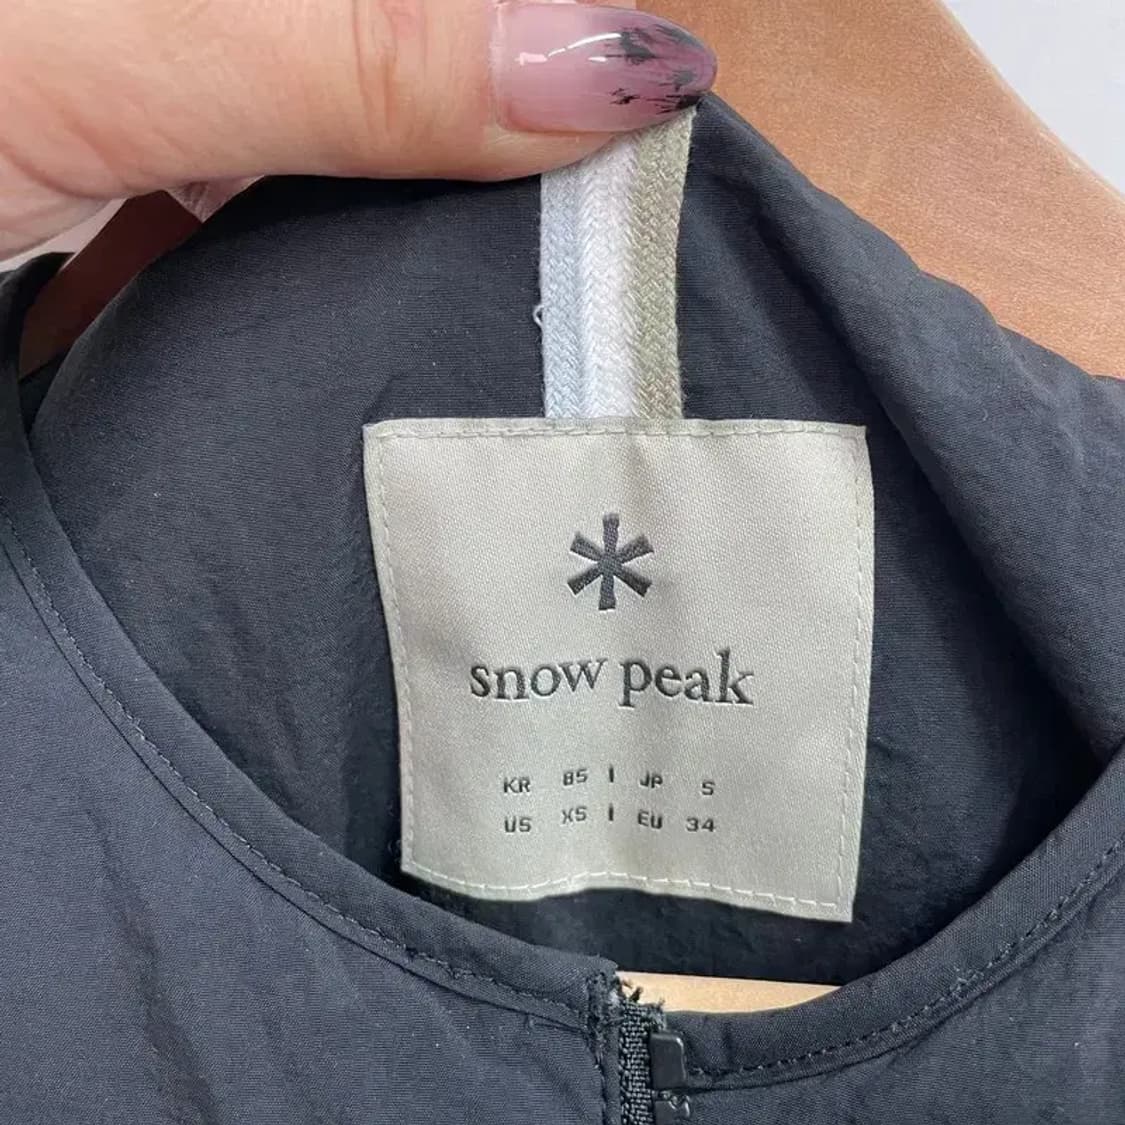 snow peak
KR 85 | JP S
US XS | EU 34